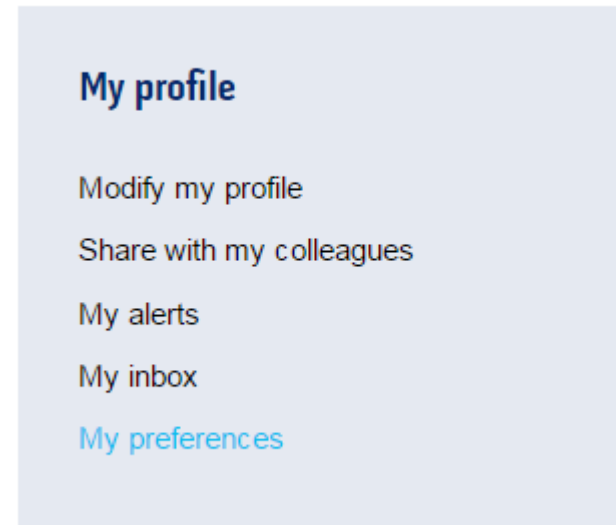 My profile
Modify my profile
Share with my colleagues
My alerts
My inbox
My preferences